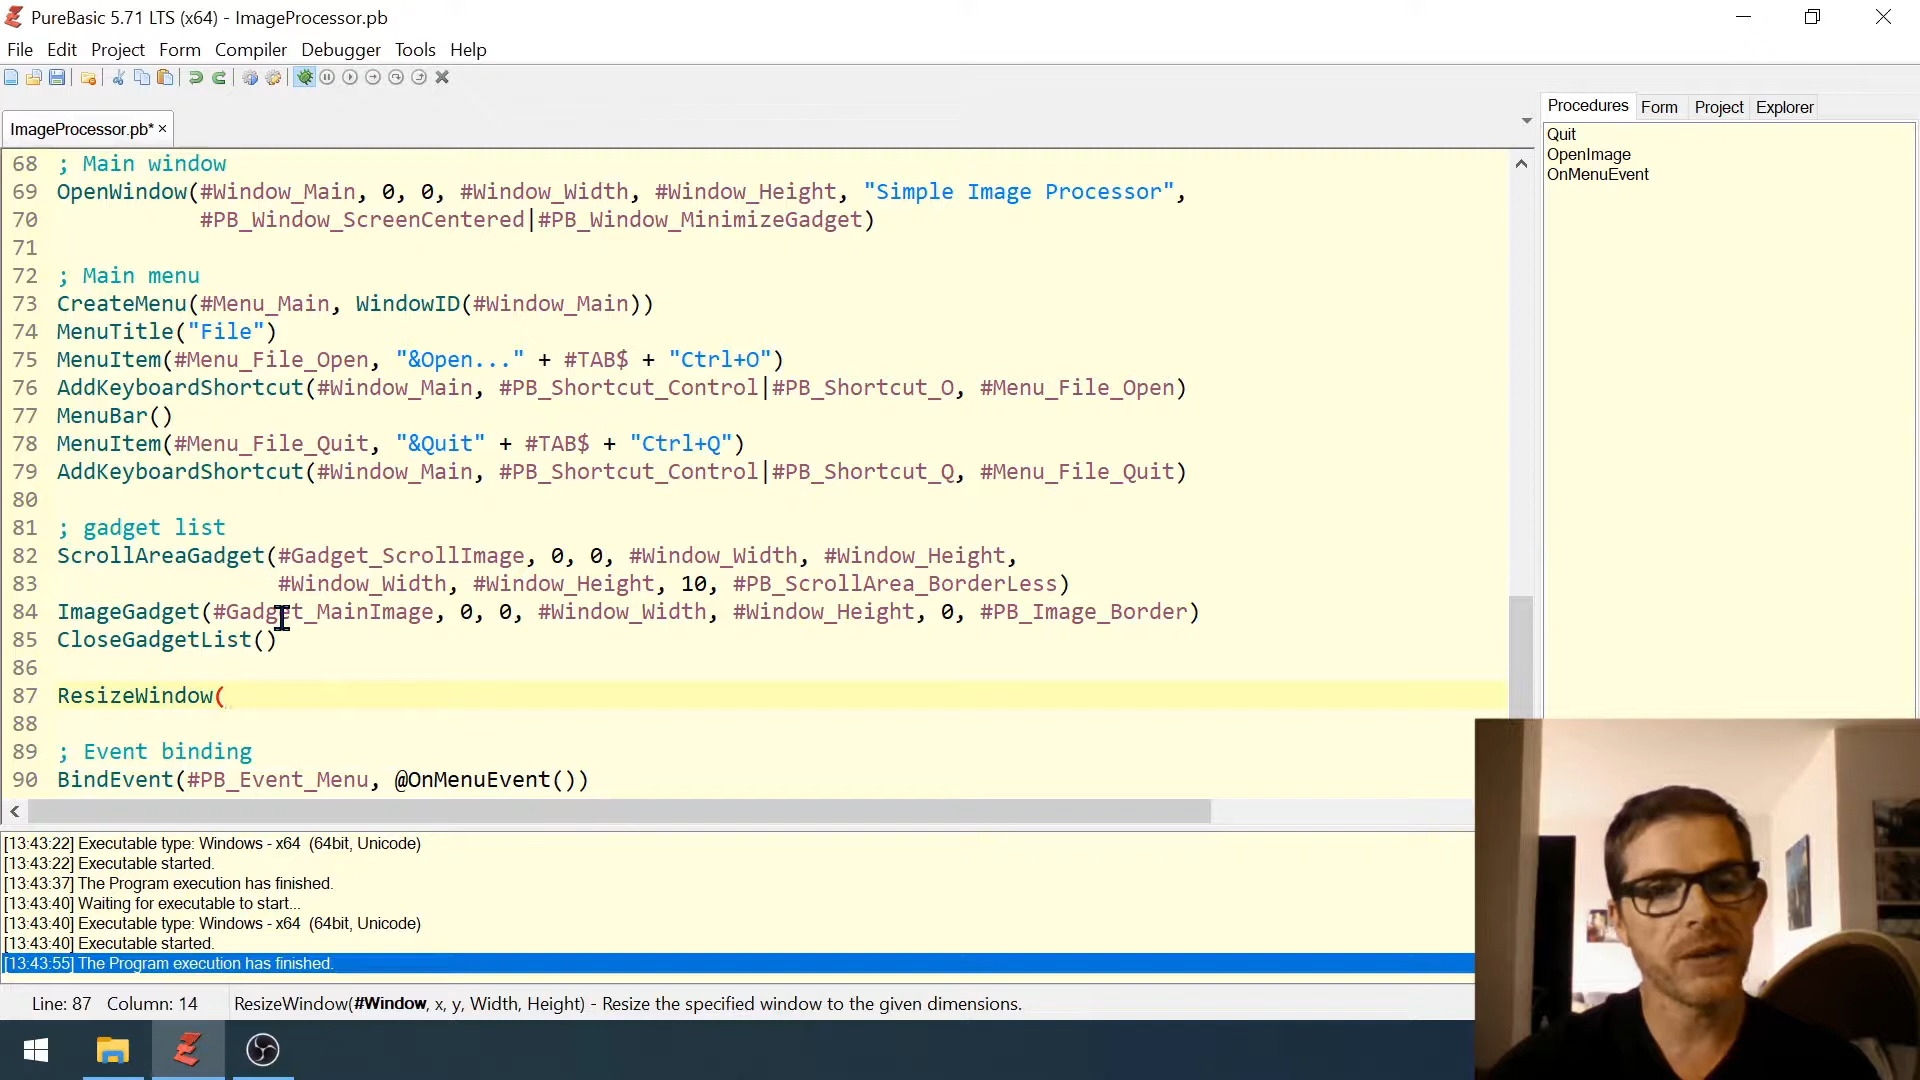 PureBasic 5.71 LTS (x64) - ImageProcessor.pb
File Edit Project Form Compiler Debugger Tools Help
ImageProcessor.pb* ×
Procedures Form Project Explorer
Quit
OpenImage
OnMenuEvent
68 ; Main window
69 OpenWindow(#Window_Main, 0, 0, #Window_Width, #Window_Height, "Simple Image Processor",
70 #PB_Window_ScreenCentered|#PB_Window_MinimizeGadget)
71
72 ; Main menu
73 CreateMenu(#Menu_Main, WindowID(#Window_Main))
74 MenuTitle("File")
75 MenuItem(#Menu_File_Open, "&Open..." + #TAB$ + "Ctrl+O")
76 AddKeyboardShortcut(#Window_Main, #PB_Shortcut_Control|#PB_Shortcut_O, #Menu_File_Open)
77 MenuBar()
78 MenuItem(#Menu_File_Quit, "&Quit" + #TAB$ + "Ctrl+Q")
79 AddKeyboardShortcut(#Window_Main, #PB_Shortcut_Control|#PB_Shortcut_Q, #Menu_File_Quit)
80
81 ; gadget list
82 ScrollAreaGadget(#Gadget_ScrollImage, 0, 0, #Window_Width, #Window_Height,
83 #Window_Width, #Window_Height, 10, #PB_ScrollArea_BorderLess)
84 ImageGadget(#Gadget_MainImage, 0, 0, #Window_Width, #Window_Height, 0, #PB_Image_Border)
85 CloseGadgetList()
86
87 ResizeWindow(
88
89 ; Event binding
90 BindEvent(#PB_Event_Menu, @OnMenuEvent())
[13:43:22] Executable type: Windows - x64 (64bit, Unicode)
[13:43:22] Executable started.
[13:43:37] The Program execution has finished.
[13:43:40] Waiting for executable to start...
[13:43:40] Executable type: Windows - x64 (64bit, Unicode)
[13:43:40] Executable started.
[13:43:55] The Program execution has finished.
Line: 87 Column: 14 ResizeWindow(#Window, x, y, Width, Height) - Resize the specified window to the given dimensions.